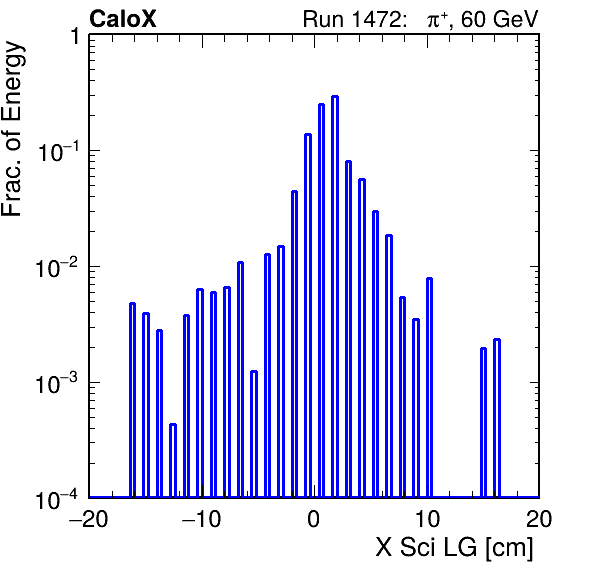 CaloX Run 1472: π⁺, 60 GeV
Frac. of Energy
1
10⁻¹
10⁻²
10⁻³
10⁻⁴
−20 −10 0 10 20
X Sci LG [cm]